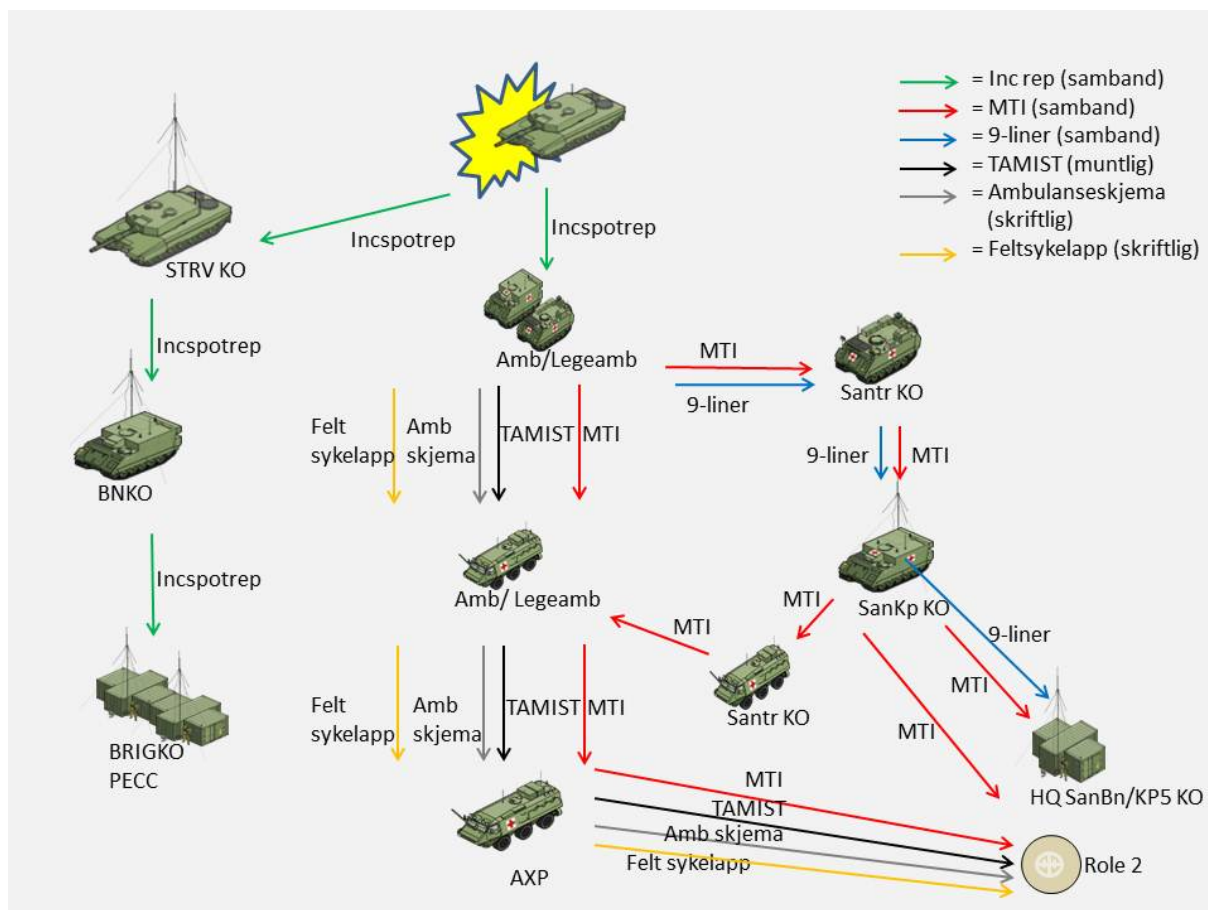 = Inc rep (samband)
= MTI (samband)
= 9-liner (samband)
= TAMIST (muntlig)
= Ambulanseskjema
(skriftlig)
= Feltsykelapp (skriftlig)
Incspotrep
Incspotrep
STRV KO
Incspotrep
Amb/Legeamb
MTI
9-liner
Santr KO
Felt
sykelapp
Amb
skjema
TAMIST
MTI
9-liner
MTI
BNKO
Incspotrep
Amb/ Legeamb
MTI
MTI
SanKp KO
9-liner
MTI
MTI
Santr KO
Felt
sykelapp
Amb
skjema
TAMIST
MTI
BRIGKO
PECC
HQ SanBn/KP5 KO
MTI
TAMIST
Amb skjema
Felt sykelapp
AXP
Role 2